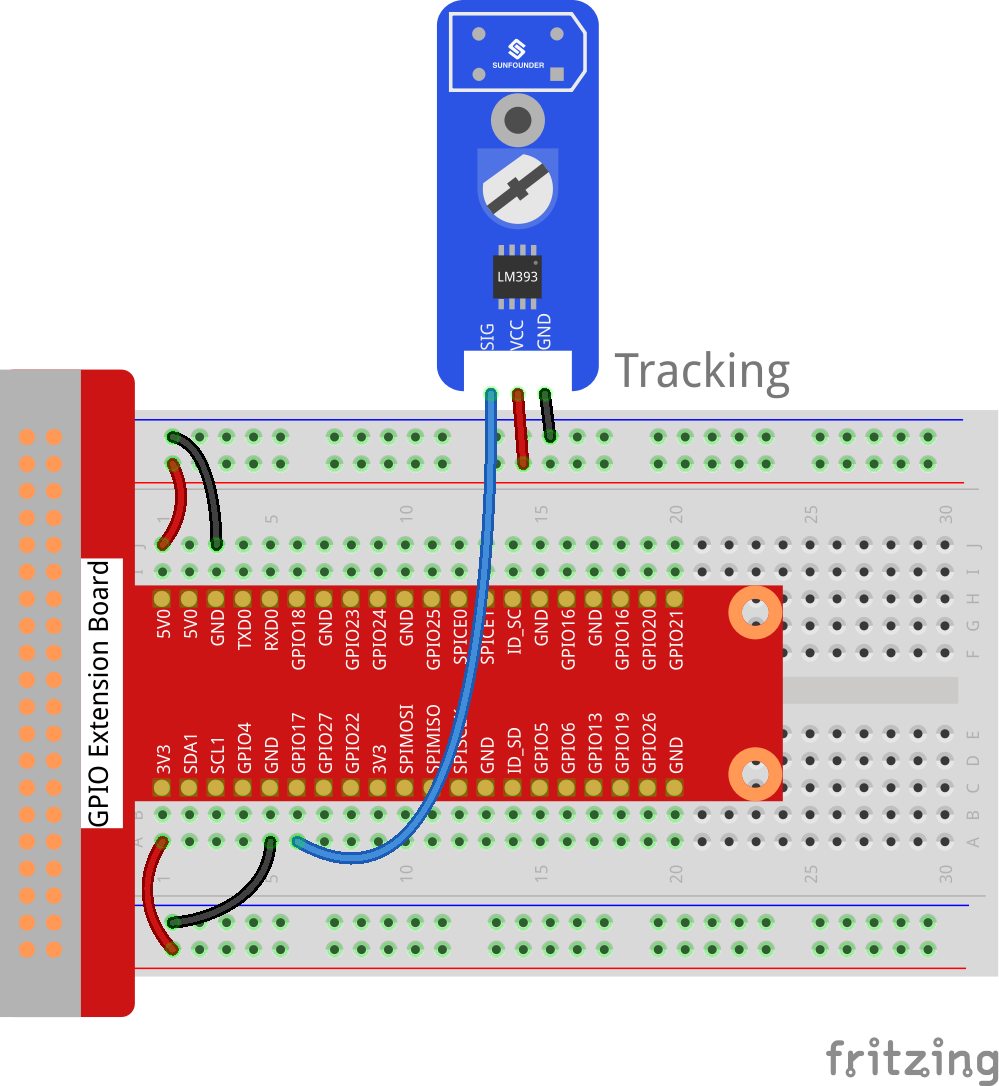 SUNFOUNDER
LM393
SIG
VCC
GND
Tracking
1
5
10
15
20
25
30
J
J
I
I
5V0
5V0
GND
TXD0
RXD0
GPIO18
GND
GPIO23
GPIO24
GND
GPIO25
SPICE0
SPICE1
ID_SC
GND
GPIO16
GND
GPIO16
GPIO20
GPIO21
H
G
F
GPIO Extension Board
3V3
SDA1
SCL1
GPIO4
GND
GPIO17
GPIO27
GPIO22
3V3
SPIMOSI
SPIMISO
SPISCLK
GND
ID_SD
GPIO5
GPIO6
GPIO13
GPIO19
GPIO26
GND
E
D
C
B
B
A
A
1
5
10
15
20
25
30
fritzing